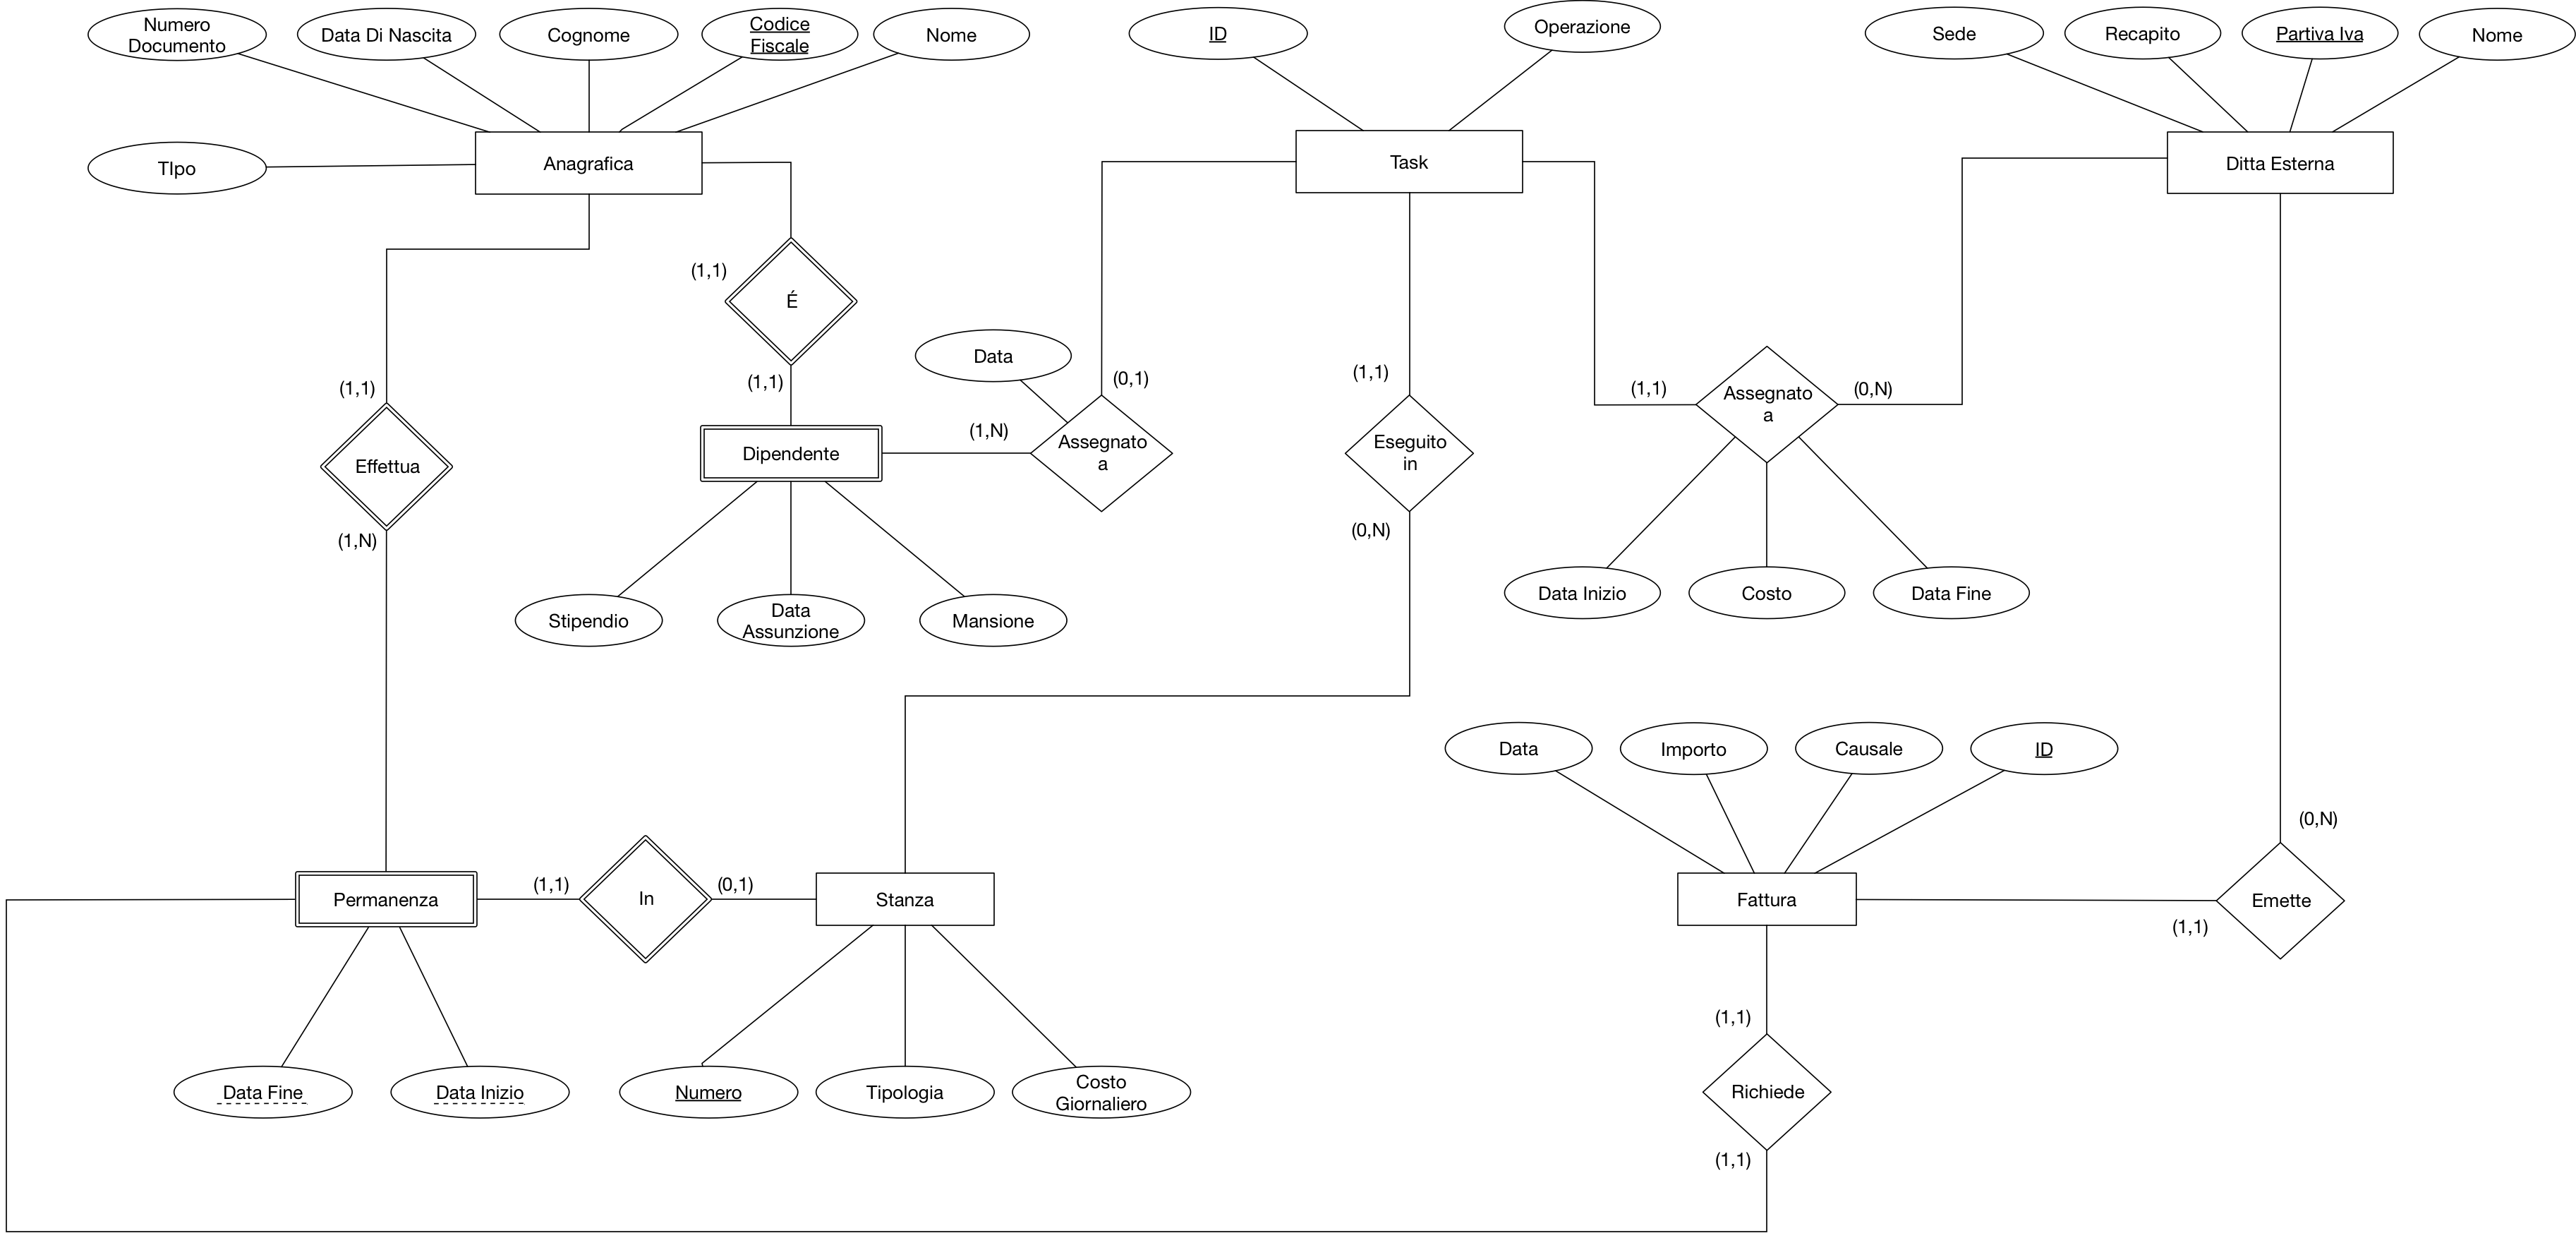 Numero
Documento
Data Di Nascita
Cognome
Codice
Fiscale
Nome
ID
Operazione
Sede
Recapito
Partiva Iva
Nome
TIpo
Anagrafica
Task
Ditta Esterna
(1,1)
É
(1,1)
Data
(0,1)
(1,1)
(1,1)
Assegnato
a
(0,N)
(1,1)
Effettua
(1,N)
Dipendente
(1,N)
Assegnato
a
Eseguito
in
(0,N)
Stipendio
Data
Assunzione
Mansione
Data Inizio
Costo
Data Fine
Data
Importo
Causale
ID
(0,N)
Permanenza
(1,1)
In
(0,1)
Stanza
Fattura
(1,1)
Emette
Data Fine
Data Inizio
Numero
Tipologia
Costo
Giornaliero
(1,1)
Richiede
(1,1)